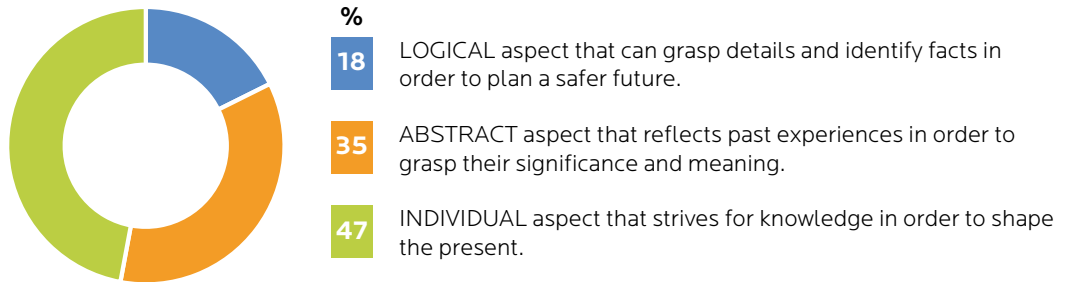 %
18
LOGICAL aspect that can grasp details and identify facts in
order to plan a safer future.
35
ABSTRACT aspect that reflects past experiences in order to
grasp their significance and meaning.
47
INDIVIDUAL aspect that strives for knowledge in order to shape
the present.